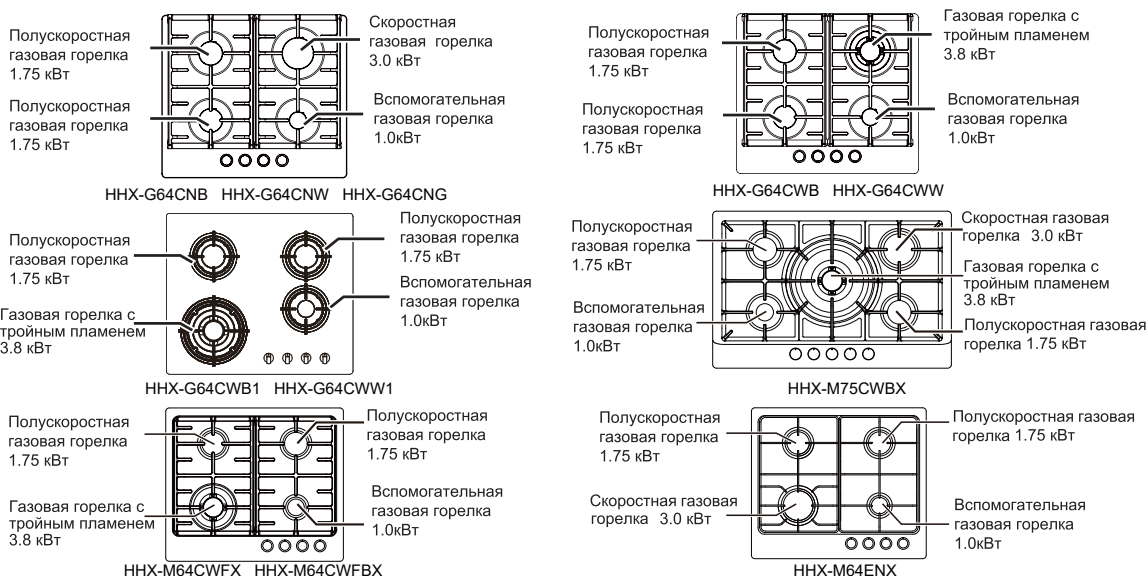 Полускоростная
газовая горелка
1.75 кВт
Скоростная
газовая горелка
3.0 кВт
Полускоростная
газовая горелка
1.75 кВт
Вспомогательная
газовая горелка
1.0кВт
HHX-G64CNB HHX-G64CNW HHX-G64CNG
Полускоростная
газовая горелка
1.75 кВт
Газовая горелка с
тройным пламенем
3.8 кВт
Полускоростная
газовая горелка
1.75 кВт
Вспомогательная
газовая горелка
1.0кВт
HHX-G64CWB HHX-G64CWW
Полускоростная
газовая горелка
1.75 кВт
Полускоростная
газовая горелка
1.75 кВт
Газовая горелка с
тройным пламенем
3.8 кВт
Вспомогательная
газовая горелка
1.0кВт
HHX-G64CWB1 HHX-G64CWW1
Полускоростная
газовая горелка
1.75 кВт
Скоростная газовая
горелка 3.0 кВт
Газовая горелка с
тройным пламенем
3.8 кВт
Вспомогательная
газовая горелка
1.0кВт
Полускоростная газовая
горелка 1.75 кВт
HHX-M75CWBX
Полускоростная
газовая горелка
1.75 кВт
Полускоростная
газовая горелка
1.75 кВт
Газовая горелка с
тройным пламенем
3.8 кВт
Вспомогательная
газовая горелка
1.0кВт
HHX-M64CWFX HHX-M64CWFBX
Полускоростная
газовая горелка
1.75 кВт
Полускоростная газовая
горелка 1.75 кВт
Скоростная газовая
горелка 3.0 кВт
Вспомогательная
газовая горелка
1.0кВт
HHX-M64ENX